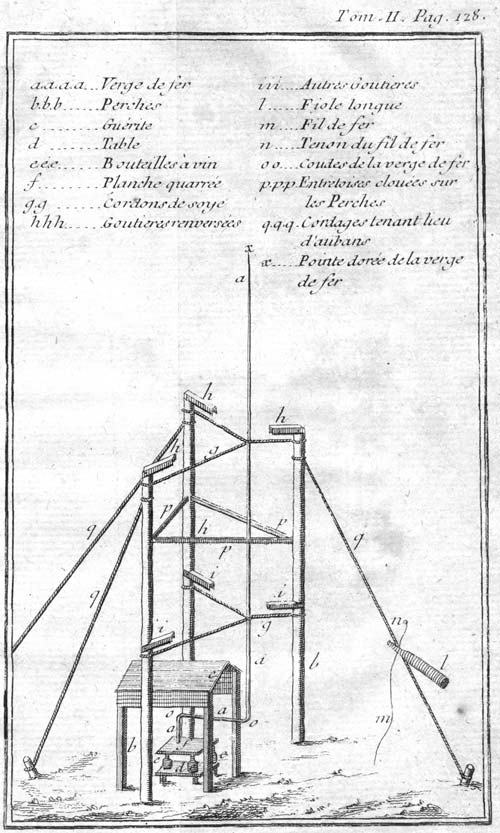 Tom. II. Pag. 128.
a.a.a.a... Verge de fer
b.b.b..... Perches
c ........ Guérite
d ........ Table
e.e.e..... Bouteilles à vin
f......... Planche quarrée
g.g ...... Cordons de soye
h.h.h..... Goutieres renversées
i.i.i.... Autres Goutieres
l ..... Fiole longue
m ..... Fil de fer
n ..... Tenon du fil de fer
o o .... Coudes de la verge de fer
p.p.p. Entretoises clouées sur
les Perches
q.q.q. Cordages tenant lieu
d'aubans
x ..... Pointe dorée de la verge
de fer
x
a
h
h
h
g
p
h
p
p
q
q
q
i
i
i
g
n
l
m
a
b
c
o
a
o
b
e
d
e